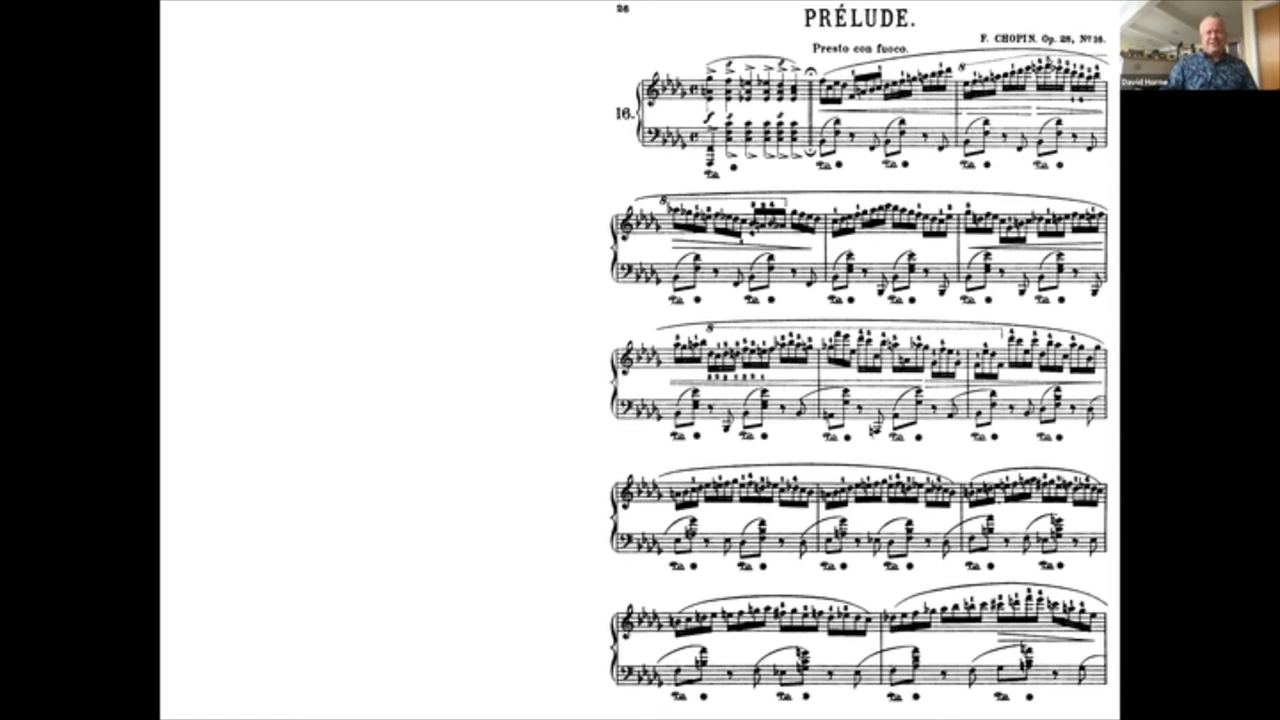 26
PRÉLUDE.
F. CHOPIN. Op. 28, Nº 16.
Presto con fuoco.
16.
David Horne